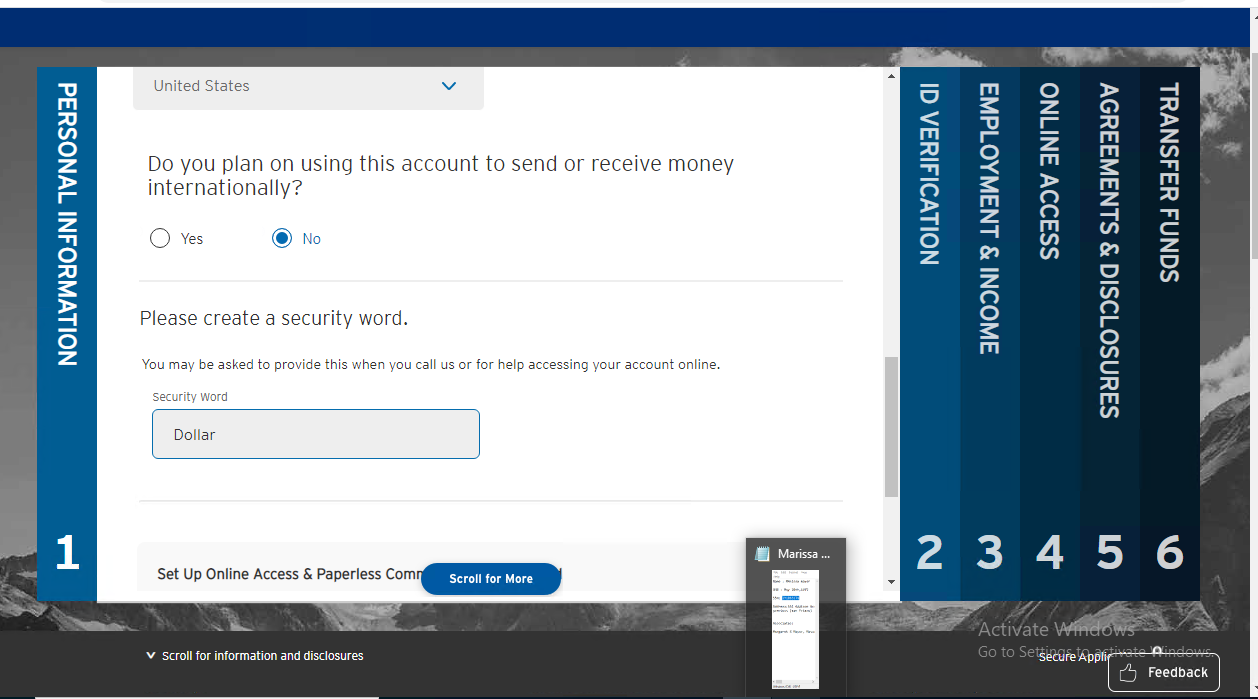 United States
Do you plan on using this account to send or receive money
internationally?
Yes
No
Please create a security word.
You may be asked to provide this when you call us or for help accessing your account online.
Security Word
Dollar
Set Up Online Access & Paperless
Scroll for More
PERSONAL INFORMATION
1
ID VERIFICATION
2
EMPLOYMENT & INCOME
3
ONLINE ACCESS
4
AGREEMENTS & DISCLOSURES
5
TRANSFER FUNDS
6
Marissa ...
Scroll for information and disclosures
Activate Windows
Go to Settings to activate Windows.
Secure
Feedback